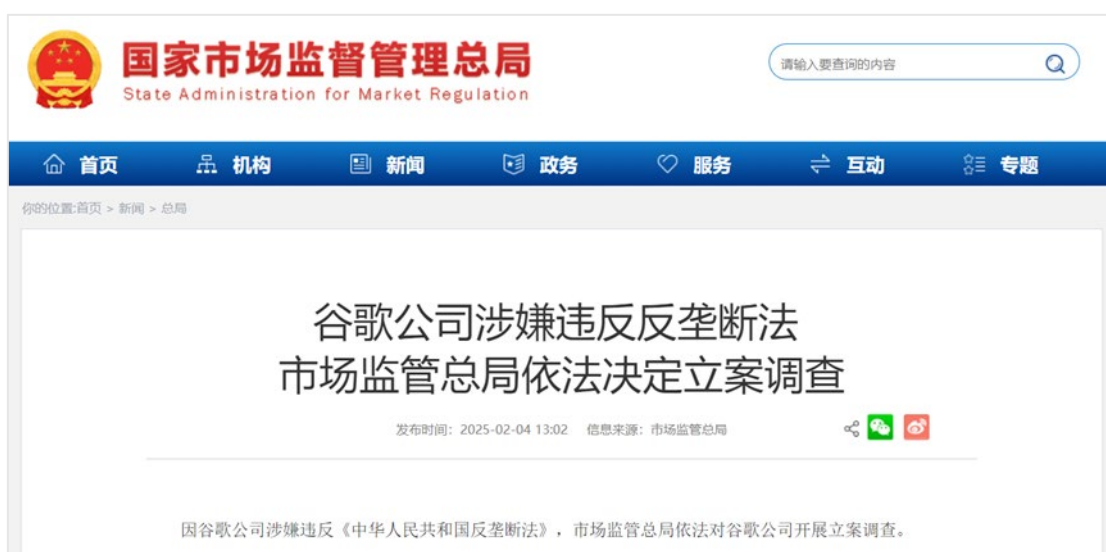 国家市场监督管理总局
State Administration for Market Regulation
请输入要查询的内容
首页 机构 新闻 政务 服务 互动 专题
你的位置:首页 > 新闻 > 总局
谷歌公司涉嫌违反反垄断法
市场监管总局依法决定立案调查
发布时间：2025-02-04 13:02 信息来源：市场监管总局
因谷歌公司涉嫌违反《中华人民共和国反垄断法》，市场监管总局依法对谷歌公司开展立案调查。